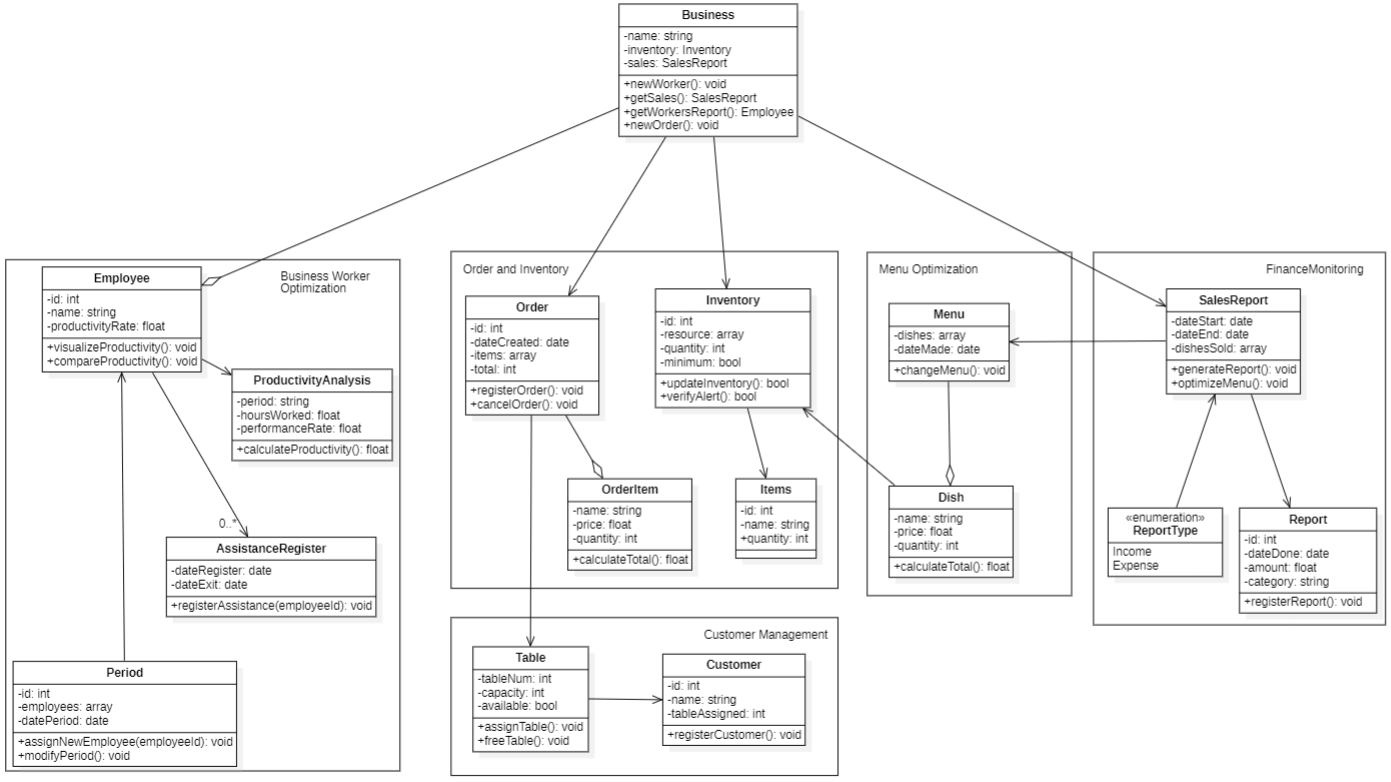 Business
-name: string
-inventory: Inventory
-sales: SalesReport
+newWorker(): void
+getSales(): SalesReport
+getWorkersReport(): Employee
+newOrder(): void
Business Worker
Optimization
Employee
-id: int
-name: string
-productivityRate: float
+visualizeProductivity(): void
+compareProductivity(): void
ProductivityAnalysis
-period: string
-hoursWorked: float
-performanceRate: float
+calculateProductivity(): float
0..*
AssistanceRegister
-dateRegister: date
-dateExit: date
+registerAssistance(employeeId): void
Period
-id: int
-employees: array
-datePeriod: date
+assignNewEmployee(employeeId): void
+modifyPeriod(): void
Order and Inventory
Order
-id: int
-dateCreated: date
-items: array
-total: int
+registerOrder(): void
+cancelOrder(): void
Inventory
-id: int
-resource: array
-quantity: int
-minimum: bool
+updateInventory(): bool
+verifyAlert(): bool
OrderItem
-name: string
-price: float
-quantity: int
+calculateTotal(): float
Items
-id: int
-name: string
+quantity: int
Customer Management
Table
-tableNum: int
-capacity: int
-available: bool
+assignTable(): void
+freeTable(): void
Customer
-id: int
-name: string
-tableAssigned: int
+registerCustomer(): void
Menu Optimization
Menu
-dishes: array
-dateMade: date
+changeMenu(): void
Dish
-name: string
-price: float
-quantity: int
+calculateTotal(): float
FinanceMonitoring
SalesReport
-dateStart: date
-dateEnd: date
-dishesSold: array
+generateReport(): void
+optimizeMenu(): void
«enumeration»
ReportType
Income
Expense
Report
-id: int
-dateDone: date
-amount: float
-category: string
+registerReport(): void